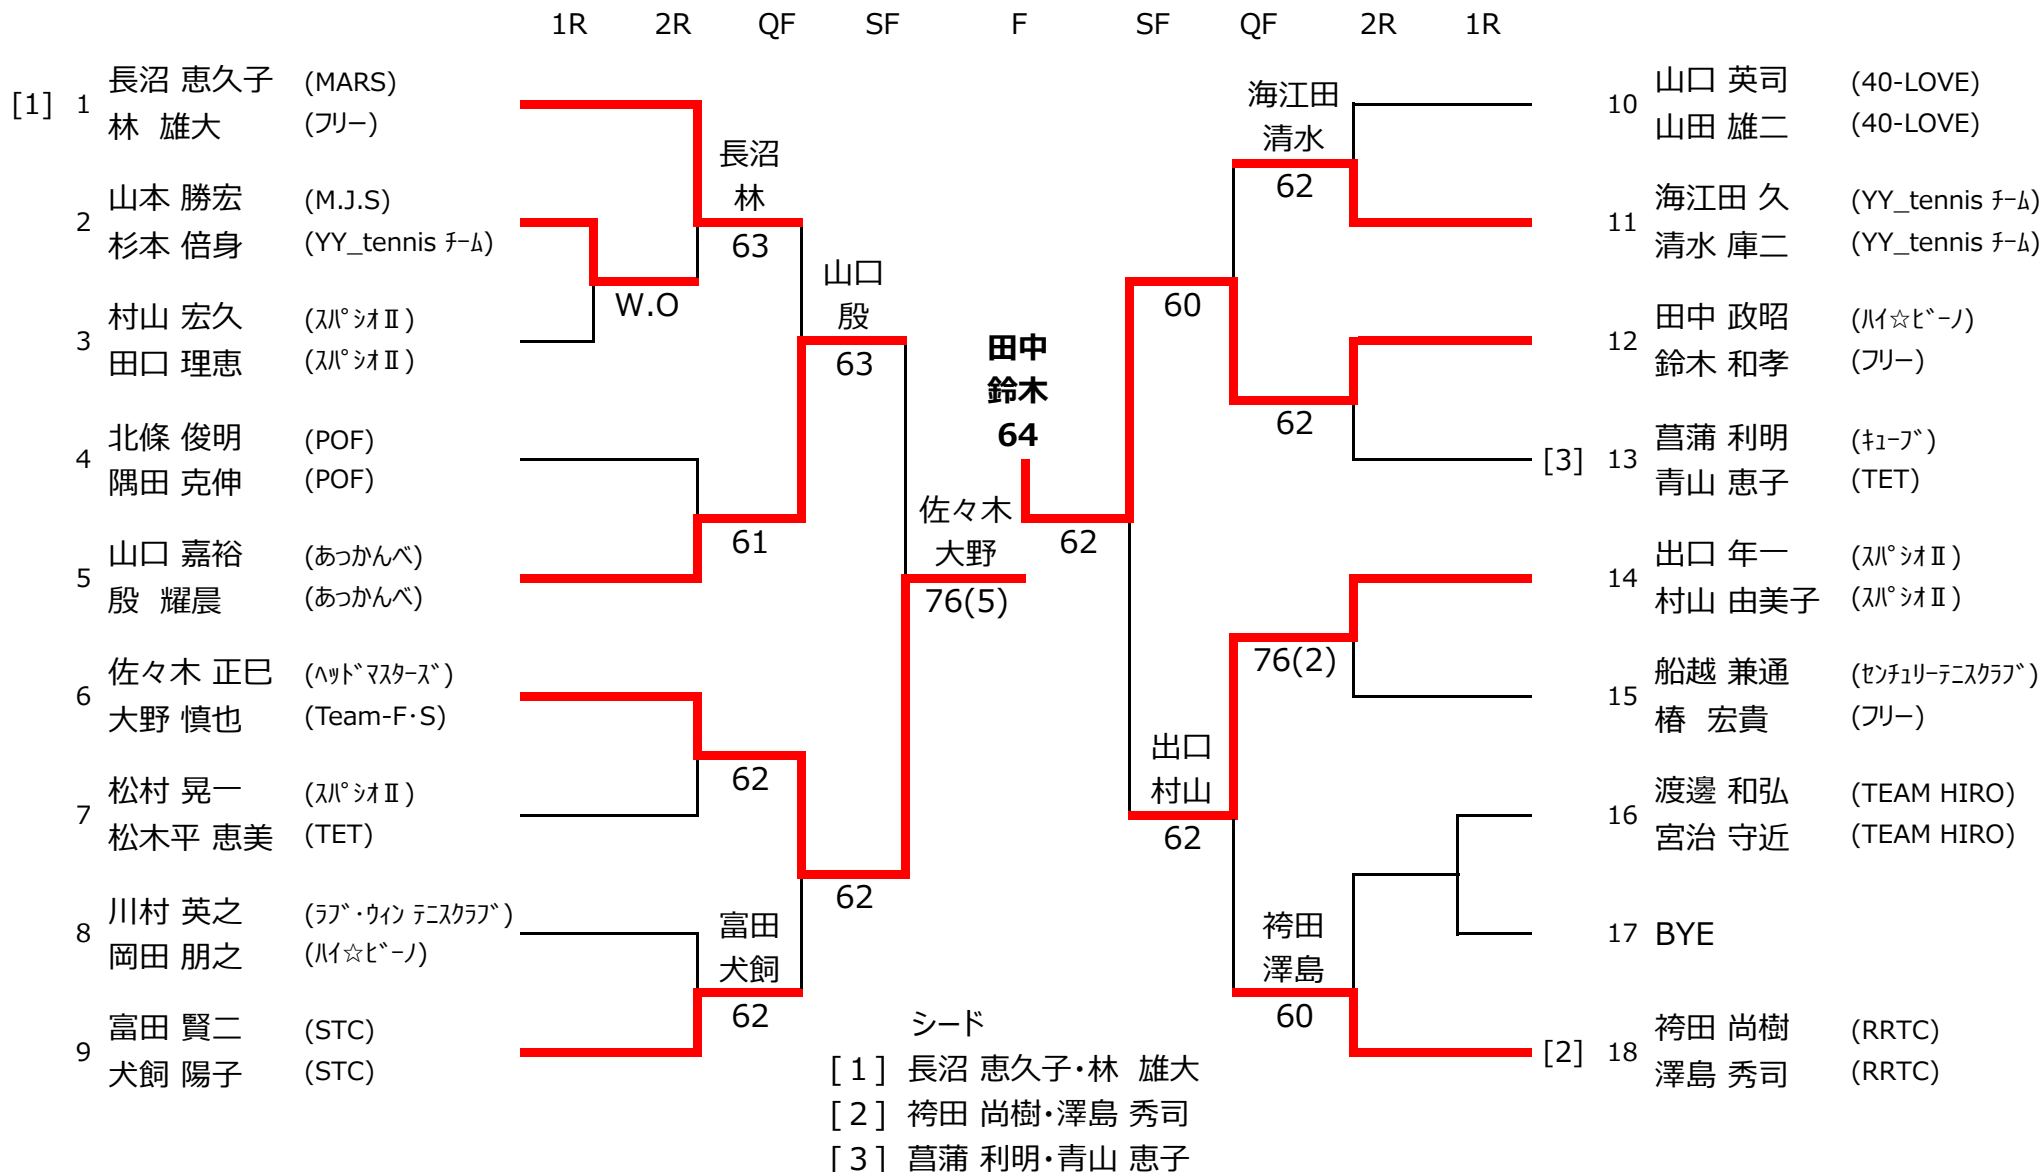 1R 2R QF SF F SF QF 2R 1R
[1] 1 長沼 恵久子 (MARS)
林 雄大 (フリー)
2 山本 勝宏 (M.J.S)
杉本 倍身 (YY_tennis ﾁｰﾑ)
3 村山 宏久 (ｽﾊﾟｼｵⅡ)
田口 理恵 (ｽﾊﾟｼｵⅡ)
4 北條 俊明 (POF)
隅田 克伸 (POF)
5 山口 嘉裕 (あっかんべ)
殷 耀晨 (あっかんべ)
6 佐々木 正巳 (ﾍｯﾄﾞﾏｽﾀｰｽﾞ)
大野 慎也 (Team-F･S)
7 松村 晃一 (ｽﾊﾟｼｵⅡ)
松木平 恵美 (TET)
8 川村 英之 (ﾗﾌﾞ･ｳｨﾝ ﾃﾆｽｸﾗﾌﾞ)
岡田 朋之 (ﾊｲ☆ﾋﾞｰﾉ)
9 富田 賢二 (STC)
犬飼 陽子 (STC)
W.O
長沼
林
63
61
62
富田
犬飼
62
山口
殷
63
62
佐々木
大野
76(5)
田中
鈴木
64
62
60
出口
村山
62
海江田
清水
62
62
76(2)
袴田
澤島
60
10 山口 英司 (40-LOVE)
山田 雄二 (40-LOVE)
11 海江田 久 (YY_tennis ﾁｰﾑ)
清水 庫二 (YY_tennis ﾁｰﾑ)
12 田中 政昭 (ﾊｲ☆ﾋﾞｰﾉ)
鈴木 和孝 (フリー)
[3] 13 菖蒲 利明 (ｷｭｰﾌﾞ)
青山 恵子 (TET)
14 出口 年一 (ｽﾊﾟｼｵⅡ)
村山 由美子 (ｽﾊﾟｼｵⅡ)
15 船越 兼通 (ｾﾝﾁｭﾘｰﾃﾆｽｸﾗﾌﾞ)
椿 宏貴 (フリー)
16 渡邊 和弘 (TEAM HIRO)
宮治 守近 (TEAM HIRO)
17 BYE
[2] 18 袴田 尚樹 (RRTC)
澤島 秀司 (RRTC)
シード
[ 1 ] 長沼 恵久子･林 雄大
[ 2 ] 袴田 尚樹･澤島 秀司
[ 3 ] 菖蒲 利明･青山 恵子